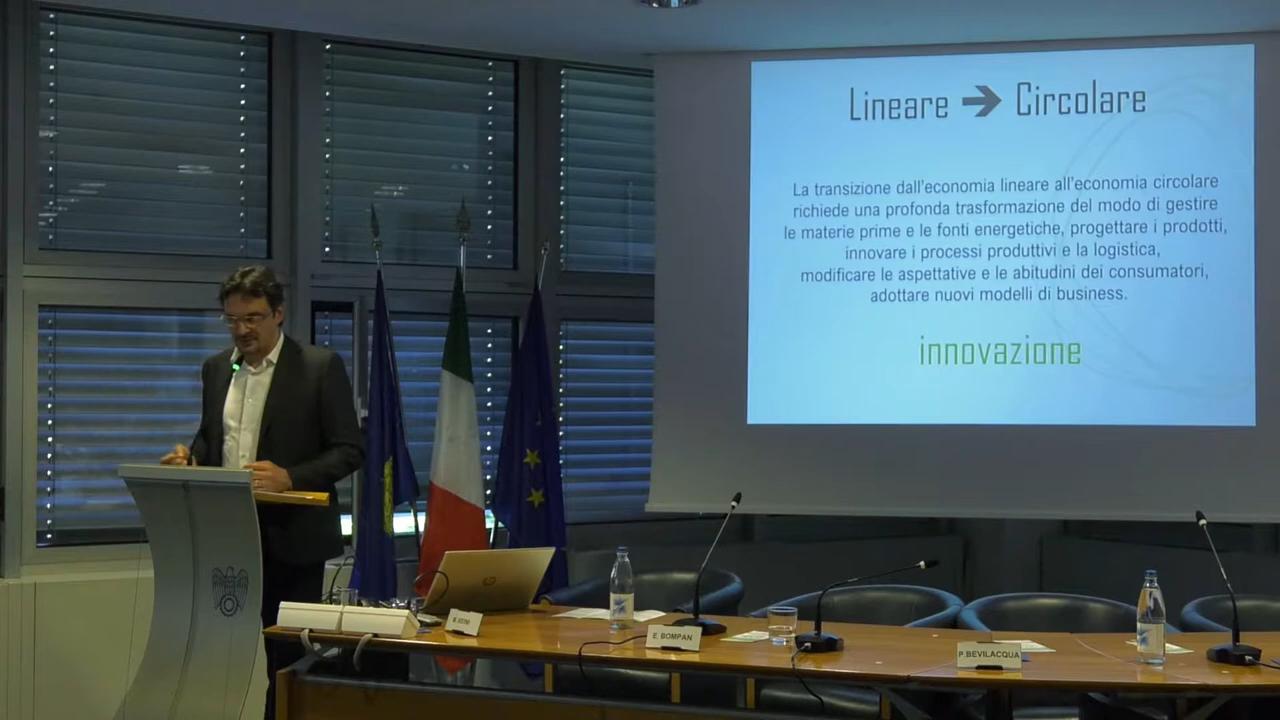 Lineare → Circolare
La transizione dall'economia lineare all'economia circolare
richiede una profonda trasformazione del modo di gestire
le materie prime e le fonti energetiche, progettare i prodotti,
innovare i processi produttivi e la logistica,
modificare le aspettative e le abitudini dei consumatori,
adottare nuovi modelli di business.
innovazione
E. BOMPAN
P. BEVILACQUA